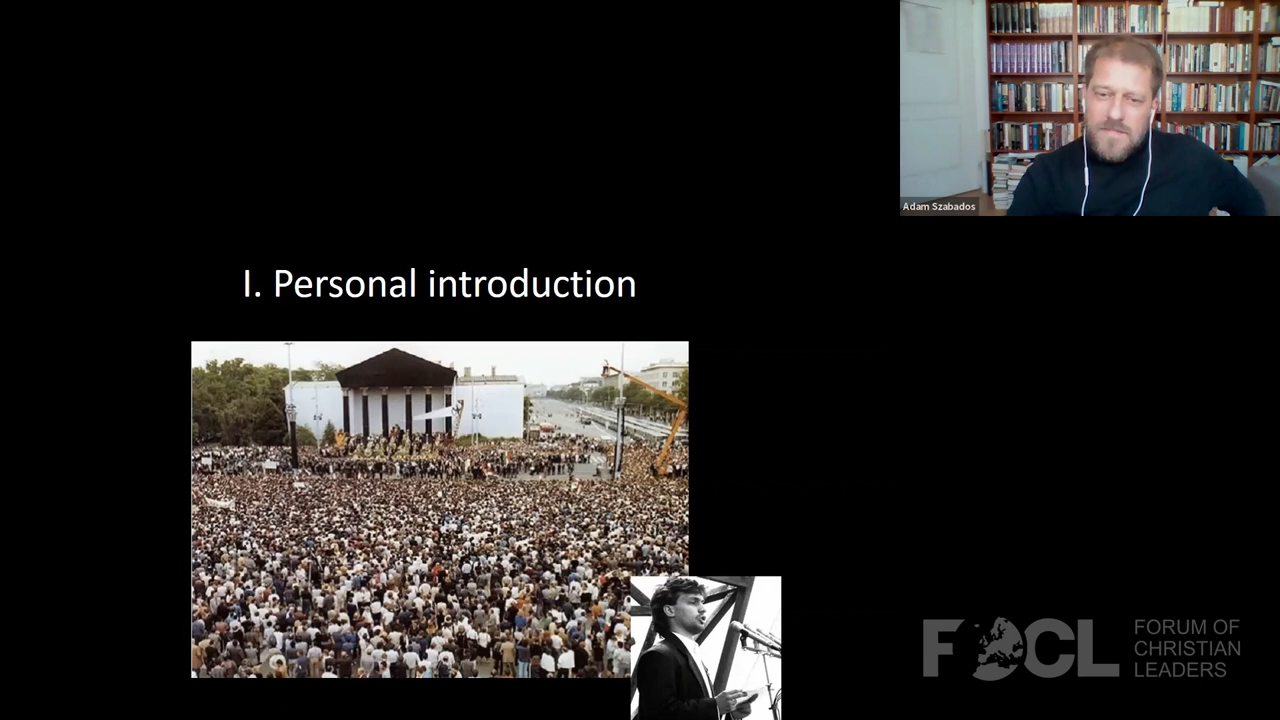 Adam Szabados
I. Personal introduction
FOCL
FORUM OF
CHRISTIAN
LEADERS